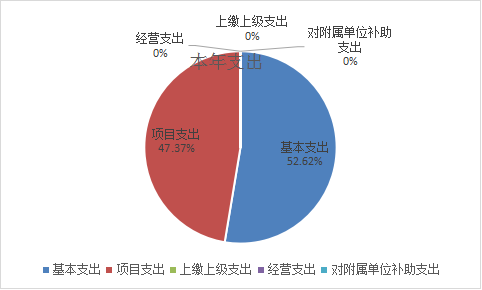 上缴上级支出
0%
经营支出
0%
对附属单位补助
支出
0%
本年支出
项目支出
47.37%
基本支出
52.62%
基本支出 项目支出 上缴上级支出 经营支出 对附属单位补助支出